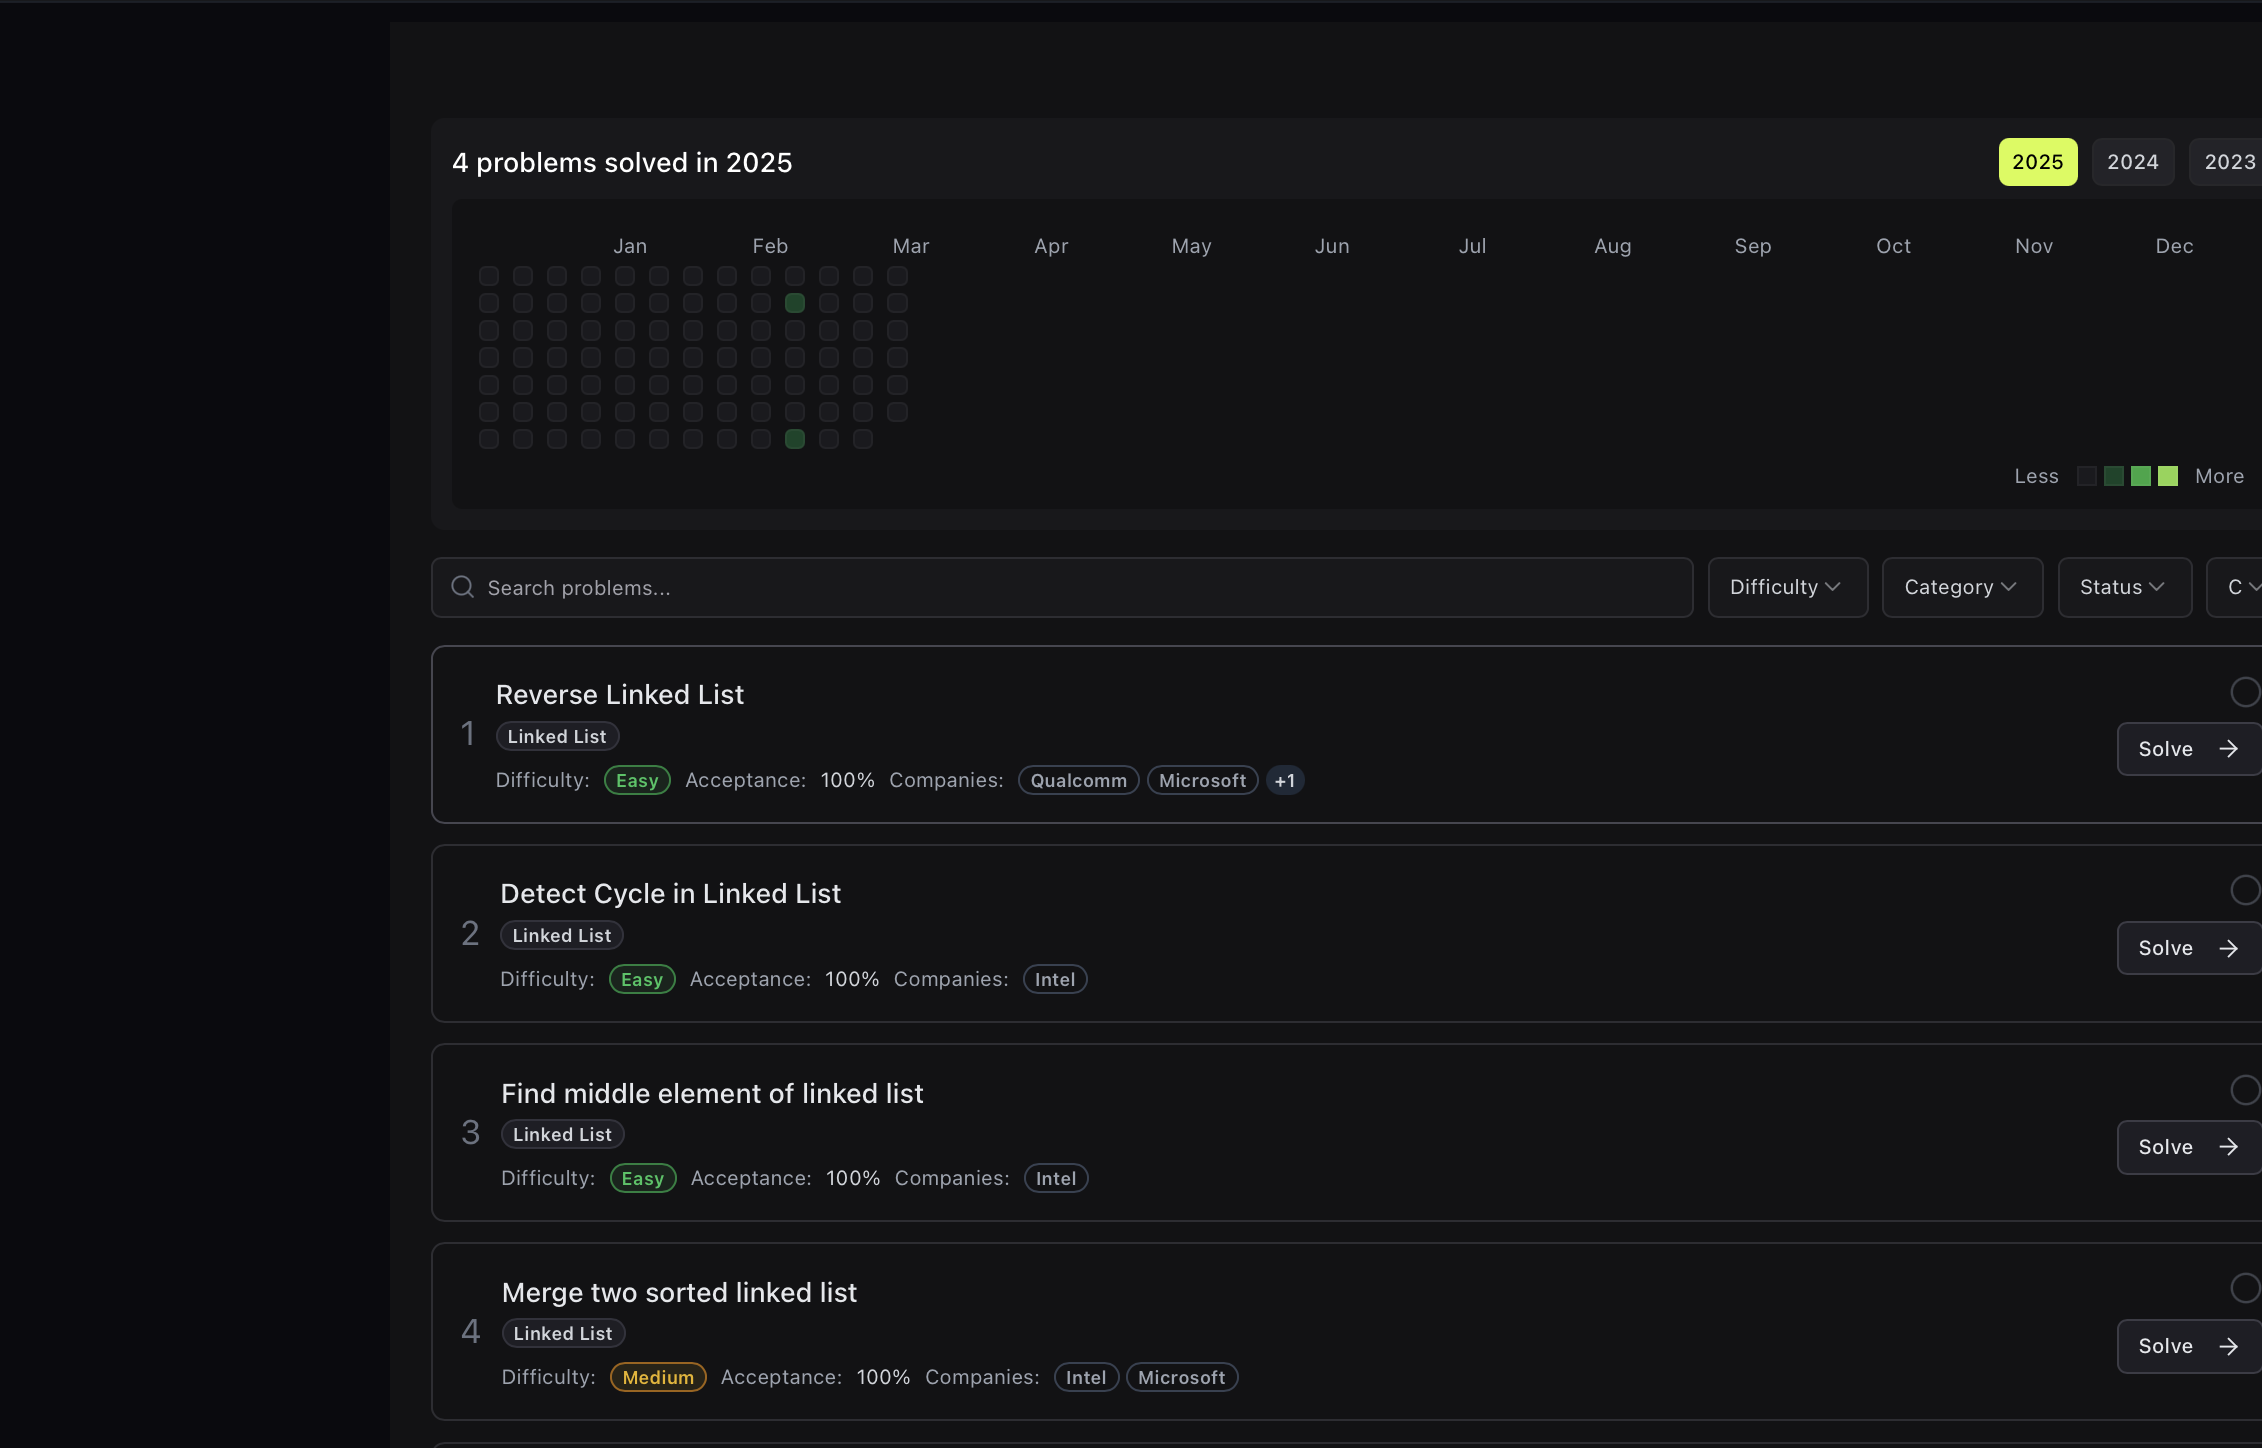 4 problems solved in 2025
2025 2024 2023
Jan Feb Mar Apr May Jun Jul Aug Sep Oct Nov Dec
Less More
Search problems...
Difficulty Category Status C
Reverse Linked List
1
Linked List
Solve
Difficulty: Easy Acceptance: 100% Companies: Qualcomm Microsoft +1
Detect Cycle in Linked List
2
Linked List
Solve
Difficulty: Easy Acceptance: 100% Companies: Intel
Find middle element of linked list
3
Linked List
Solve
Difficulty: Easy Acceptance: 100% Companies: Intel
Merge two sorted linked list
4
Linked List
Solve
Difficulty: Medium Acceptance: 100% Companies: Intel Microsoft